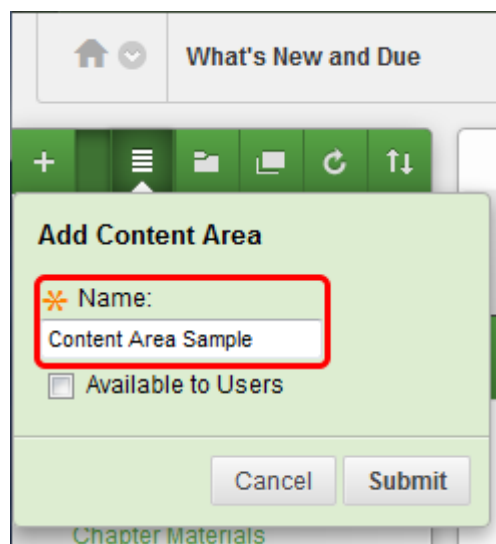 What's New and Due
Add Content Area
Name:
Content Area Sample
Available to Users
Cancel Submit
Chapter Materials